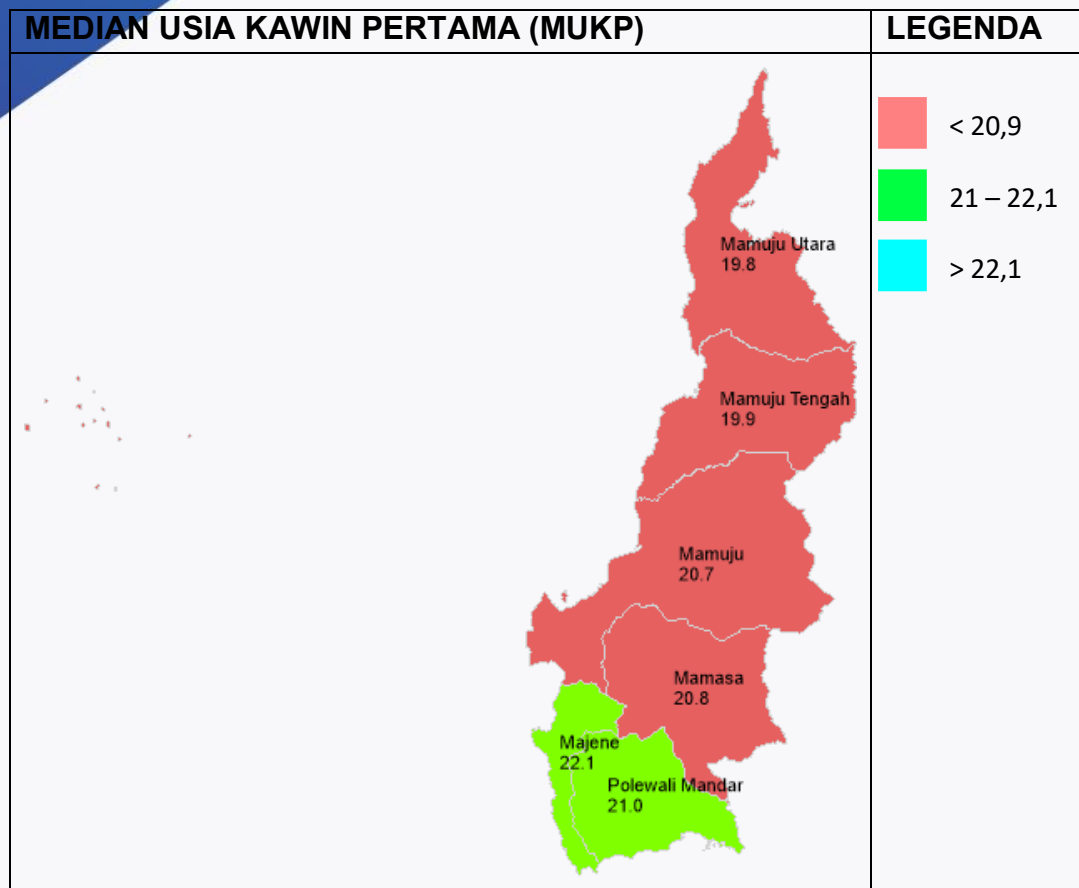 MEDIAN USIA KAWIN PERTAMA (MUKP)
LEGENDA
< 20,9
21 – 22,1
> 22,1
Mamuju Utara
19.8
Mamuju Tengah
19.9
Mamuju
20.7
Mamasa
20.8
Majene
22.1
Polewali Mandar
21.0